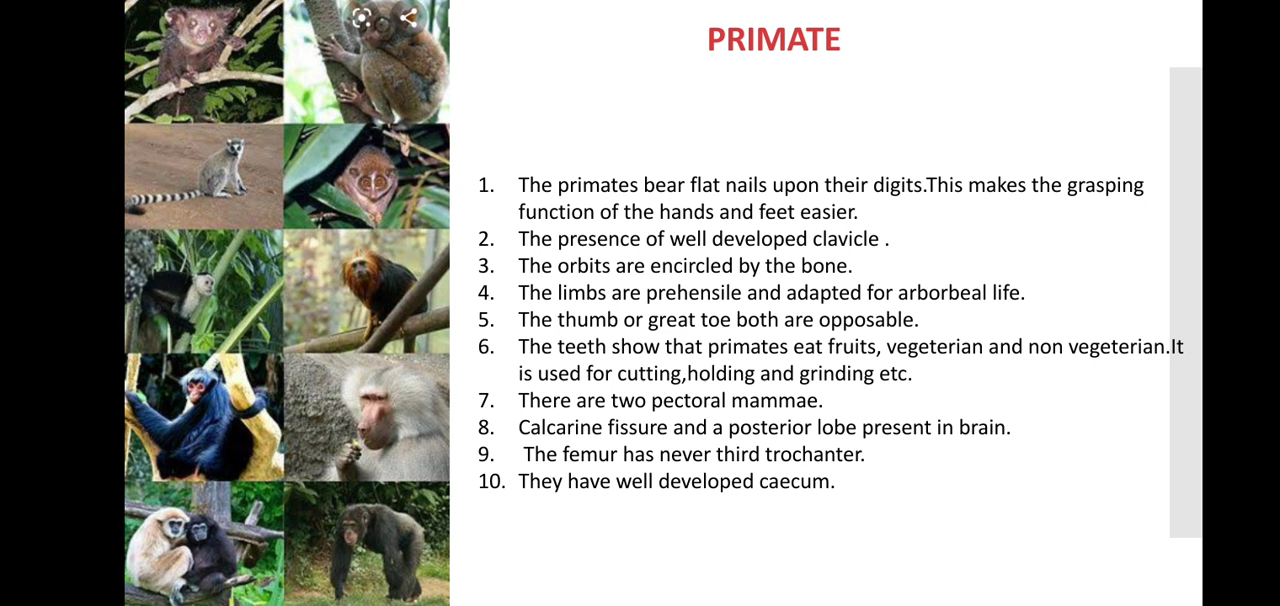 PRIMATE
1. The primates bear flat nails upon their digits.This makes the grasping
function of the hands and feet easier.
2. The presence of well developed clavicle .
3. The orbits are encircled by the bone.
4. The limbs are prehensile and adapted for arborbeal life.
5. The thumb or great toe both are opposable.
6. The teeth show that primates eat fruits, vegeterian and non vegeterian.It
is used for cutting,holding and grinding etc.
7. There are two pectoral mammae.
8. Calcarine fissure and a posterior lobe present in brain.
9. The femur has never third trochanter.
10. They have well developed caecum.